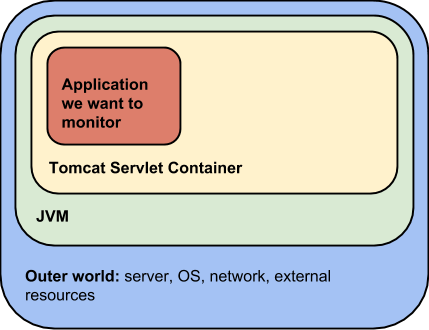 Application
we want to
monitor
Tomcat Servlet Container
JVM
Outer world: server, OS, network, external
resources